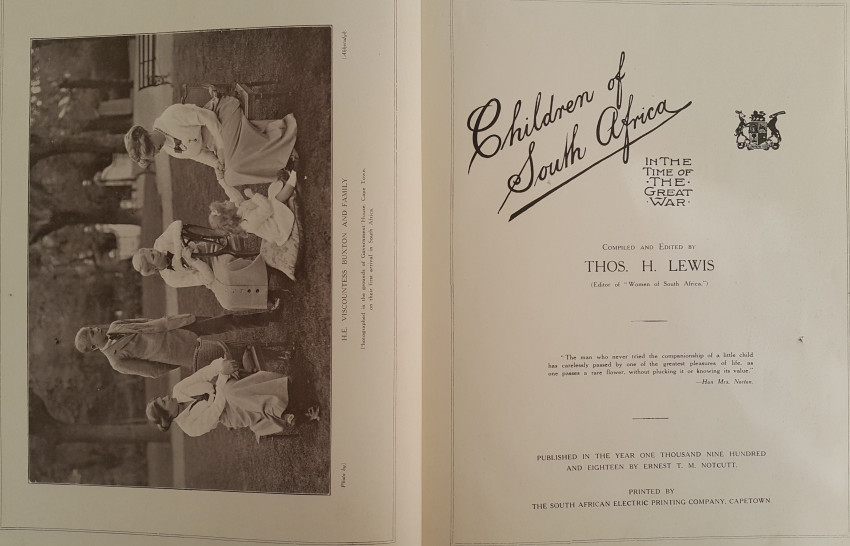 H.E. VISCOUNTESS BUXTON AND FAMILY.
Photographed in the grounds of Government House, Cape Town,
on their first arrival in South Africa.
Photo by]
Children of
South Africa
IN THE
TIME OF
· THE ·
GREAT
· WAR ·
COMPILED AND EDITED BY
THOS. H. LEWIS
(Editor of "Women of South Africa.")
"The man who never tried the companionship of a little child
has carelessly passed by one of the greatest pleasures of life, as
one passes a rare flower, without plucking it or knowing its value."
—Hon Mrs. Norton.
PUBLISHED IN THE YEAR ONE THOUSAND NINE HUNDRED
AND EIGHTEEN BY ERNEST T. M. NOTCUTT.
PRINTED BY
THE SOUTH AFRICAN ELECTRIC PRINTING COMPANY, CAPETOWN.